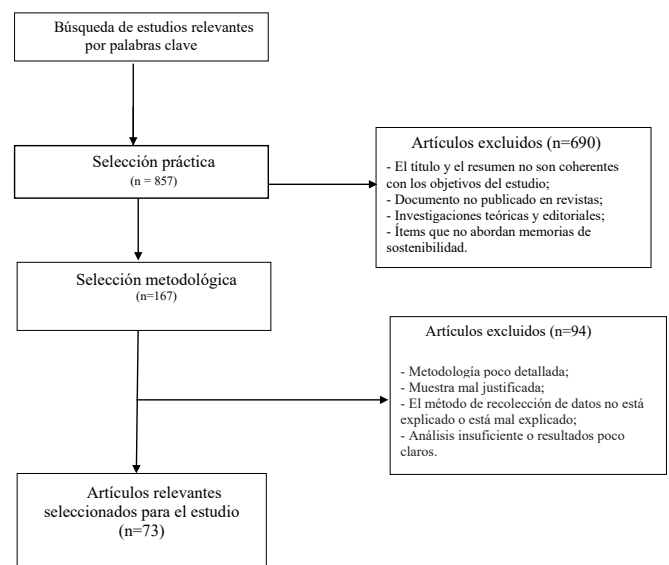 Búsqueda de estudios relevantes
por palabras clave
Selección práctica
(n = 857)
Artículos excluidos (n=690)
- El título y el resumen no son coherentes
con los objetivos del estudio;
- Documento no publicado en revistas;
- Investigaciones teóricas y editoriales;
- Ítems que no abordan memorias de
sostenibilidad.
Selección metodológica
(n=167)
Artículos excluidos (n=94)
- Metodología poco detallada;
- Muestra mal justificada;
- El método de recolección de datos no está
explicado o está mal explicado;
- Análisis insuficiente o resultados poco
claros.
Artículos relevantes
seleccionados para el estudio
(n=73)